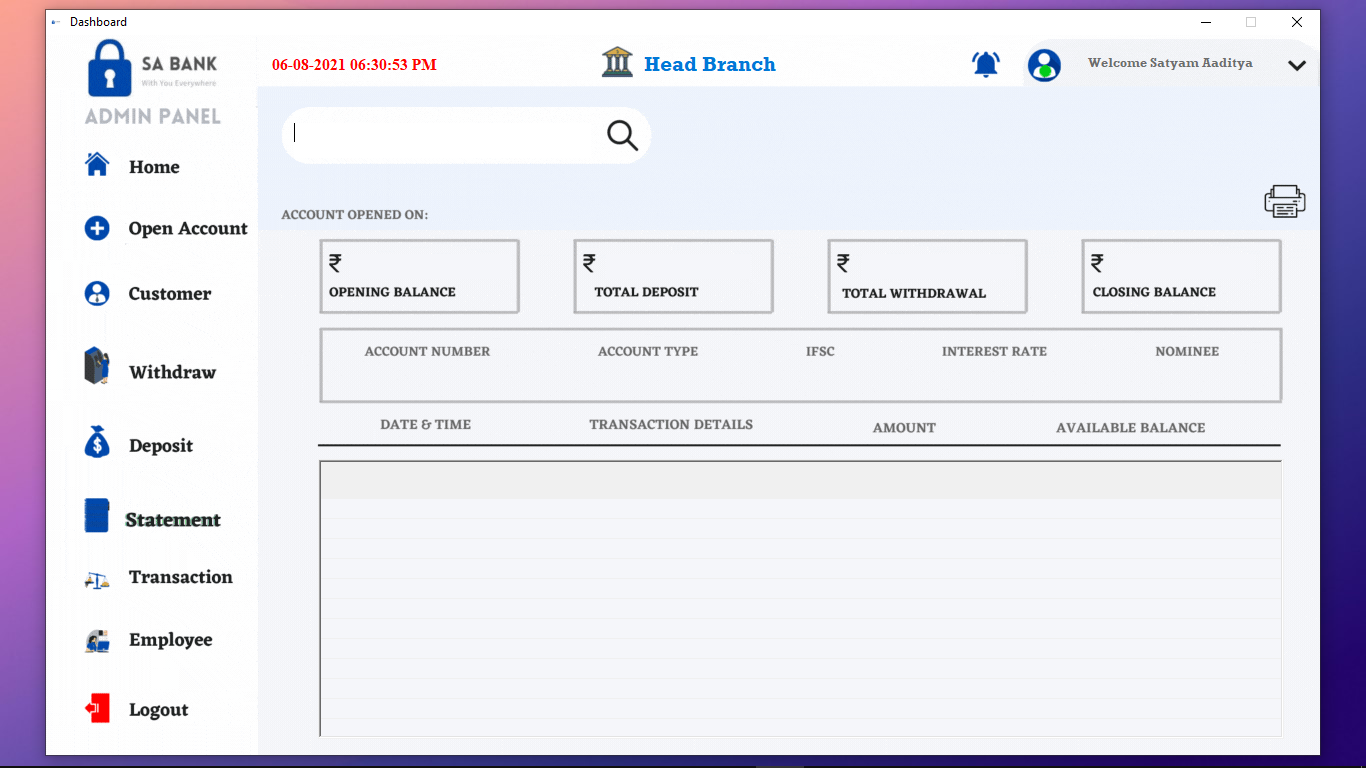 Dashboard
SA BANK
With You Everywhere
ADMIN PANEL
06-08-2021 06:30:53 PM
Head Branch
Welcome Satyam Aaditya
Home
Open Account
Customer
Withdraw
Deposit
Statement
Transaction
Employee
Logout
ACCOUNT OPENED ON:
₹
OPENING BALANCE
₹
TOTAL DEPOSIT
₹
TOTAL WITHDRAWAL
₹
CLOSING BALANCE
ACCOUNT NUMBER ACCOUNT TYPE IFSC INTEREST RATE NOMINEE
DATE & TIME TRANSACTION DETAILS AMOUNT AVAILABLE BALANCE